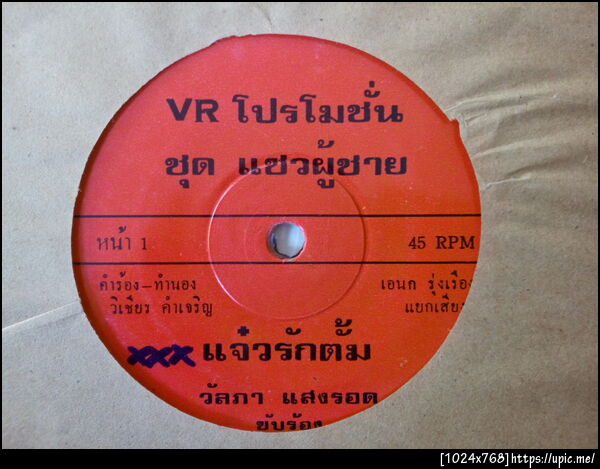 VR โปรโมชั่น
ชุด แซวผู้ชาย
หน้า 1
45 RPM
คำร้อง-ทำนอง
วิเชียร คำเจริญ
เอนก รุ่งเรือง
แยกเสียง
xxx แจ๋วรักตั้ม
วัลภา แสงรอด
ขับร้อง
[1024x768]https://upic.me/